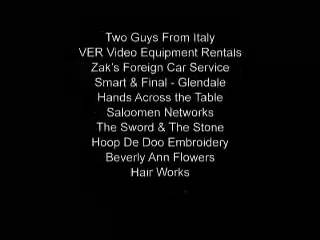 Two Guys From Italy
VER Video Equipment Rentals
Zak's Foreign Car Service
Smart & Final - Glendale
Hands Across the Table
Saloomen Networks
The Sword & The Stone
Hoop De Doo Embroidery
Beverly Ann Flowers
Hair Works